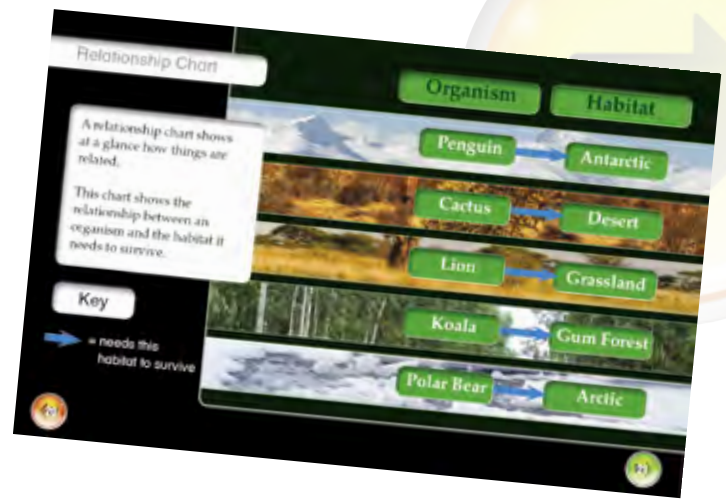 Relationship Chart
Organism Habitat
A relationship chart shows
at a glance how things are
related.
This chart shows the
relationship between an
organism and the habitat it
needs to survive.
Penguin Antarctic
Cactus Desert
Lion Grassland
Koala Gum Forest
Polar Bear Arctic
Key
= needs this
habitat to survive